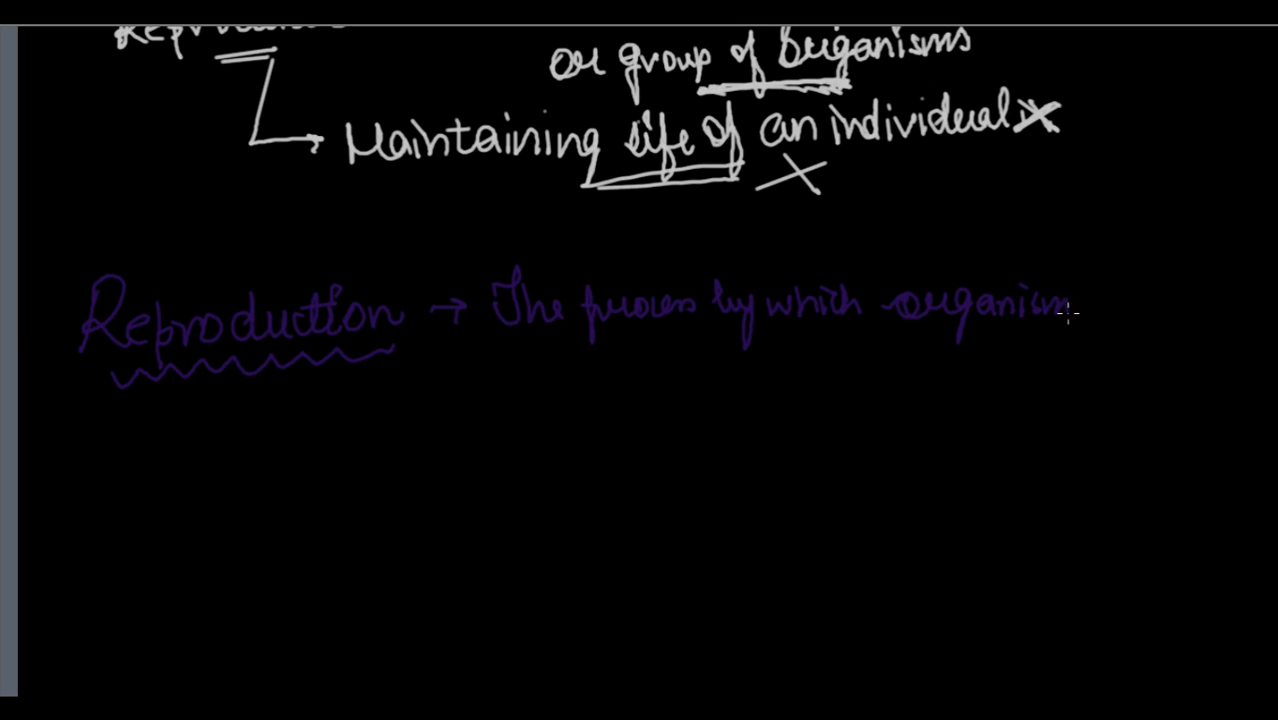 or group of Organisms
Maintaining life of an individual
Reproduction → The process by which organism